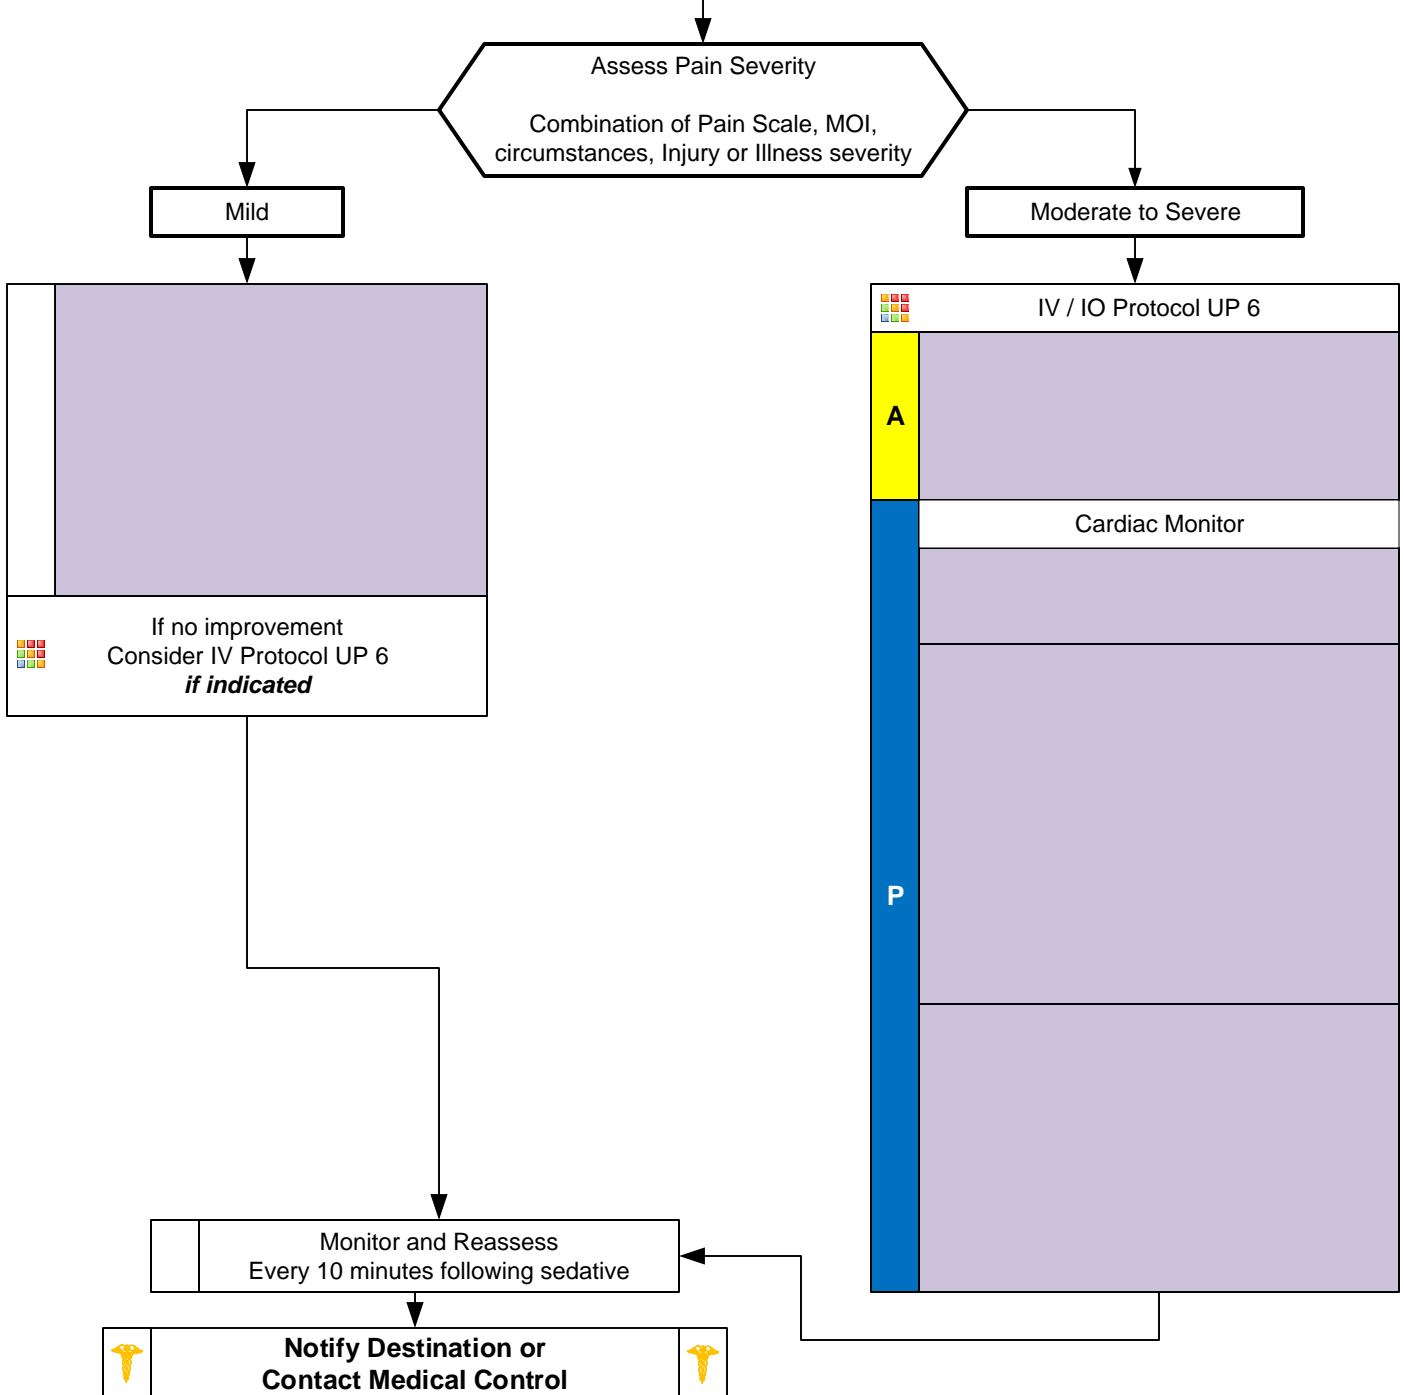 Assess Pain Severity
Combination of Pain Scale, MOI,
circumstances, Injury or Illness severity
Mild
Moderate to Severe
IV / IO Protocol UP 6
A
Cardiac Monitor
If no improvement
Consider IV Protocol UP 6
if indicated
P
Monitor and Reassess
Every 10 minutes following sedative
Notify Destination or
Contact Medical Control